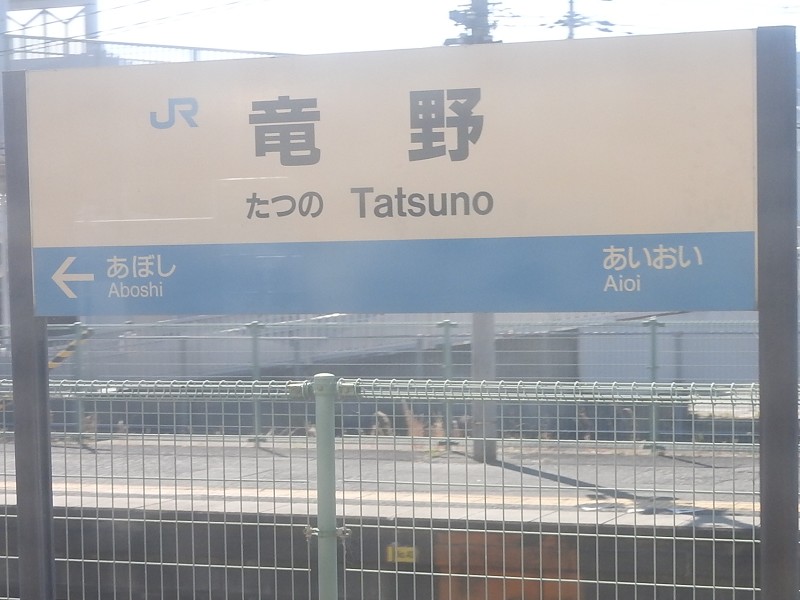 JR 竜野
たつの Tatsuno
← あぼし あいおい
Aboshi Aioi